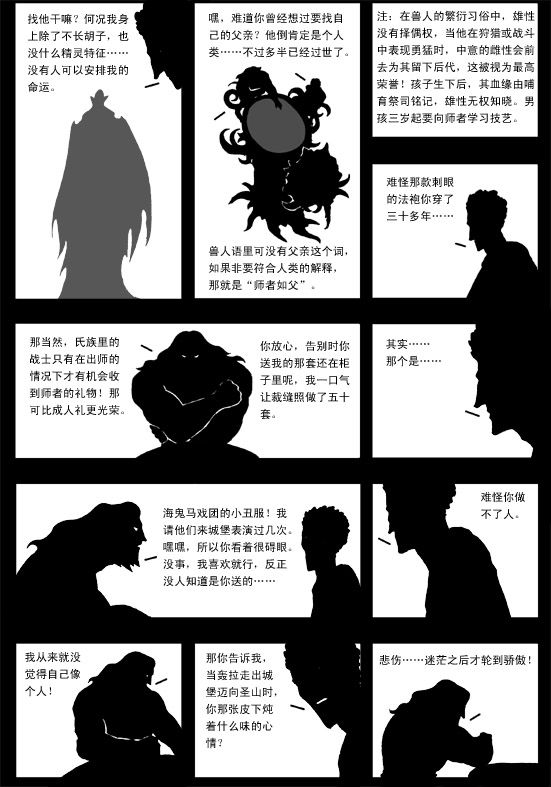 找他干嘛？何况我身
上除了不长胡子，也
没什么精灵特征……
没有人可以安排我的
命运。
嘿，难道你曾经想过要找自
己的父亲？他倒肯定是个人
类……不过多半已经过世了。
兽人语里可没有父亲这个词，
如果非要符合人类的解释，
那就是“师者如父”。
注：在兽人的繁衍习俗中，雄性
没有择偶权，当他在狩猎或战斗
中表现勇猛时，中意的雌性会前
去为其留下后代，这被视为最高
荣誉！孩子生下后，其血缘由哺
育祭司铭记，雄性无权知晓。男
孩三岁起要向师者学习技艺。
难怪那款刺眼
的法袍你穿了
三十多年……
那当然，氏族里的
战士只有在出师的
情况下才有机会收
到师者的礼物！那
可比成人礼更光荣。
你放心，告别时你
送我的那套还在柜
子里呢，我一口气
让裁缝照做了五十
套。
其实……
那个是……
海鬼马戏团的小丑服！我
请他们来城堡表演过几次。
嘿嘿，所以你看着很碍眼。
没事，我喜欢就行，反正
没人知道是你送的……
难怪你做
不了人。
我从来就没
觉得自己像
个人！
那你告诉我，
当轰拉走出城
堡迈向圣山时，
你那张皮下炖
着什么味的心
情？
悲伤……迷茫之后才轮到骄傲！